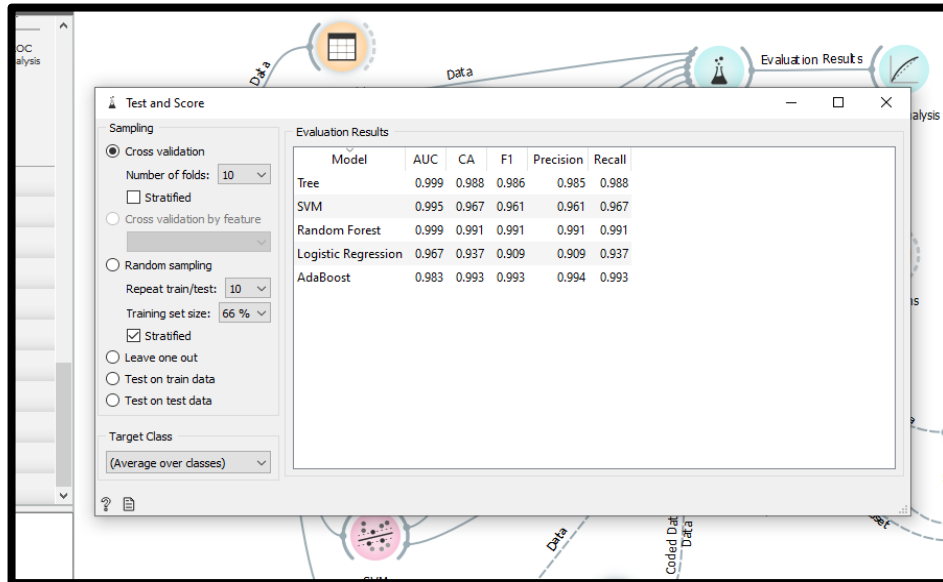 OC
alysis
Data
Data
Evaluation Results
alysis
Test and Score
Sampling
Cross validation
Number of folds: 10
Stratified
Cross validation by feature
Random sampling
Repeat train/test: 10
Training set size: 66 %
Stratified
Leave one out
Test on train data
Test on test data
Target Class
(Average over classes)
?
Evaluation Results
Model AUC CA F1 Precision Recall
Tree 0.999 0.988 0.986 0.985 0.988
SVM 0.995 0.967 0.961 0.961 0.967
Random Forest 0.999 0.991 0.991 0.991 0.991
Logistic Regression 0.967 0.937 0.909 0.909 0.937
AdaBoost 0.983 0.993 0.993 0.994 0.993
ns
Data
Coded Dat
Data
set